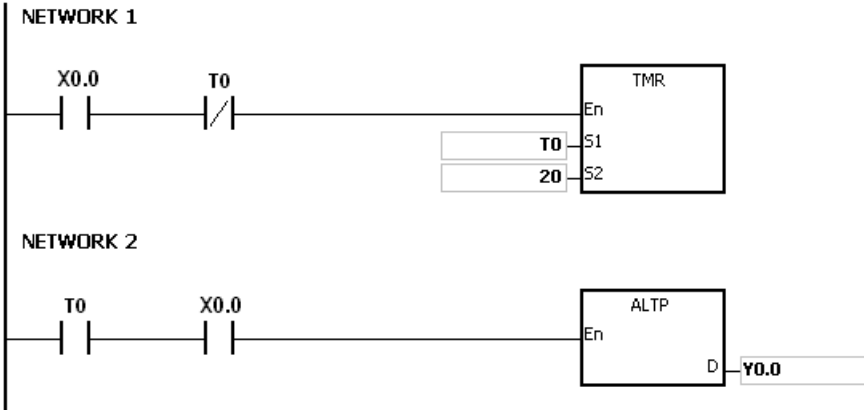 NETWORK 1
X0.0
T0
TMR
En
T0 S1
20 S2
NETWORK 2
T0
X0.0
ALTP
En
D Y0.0